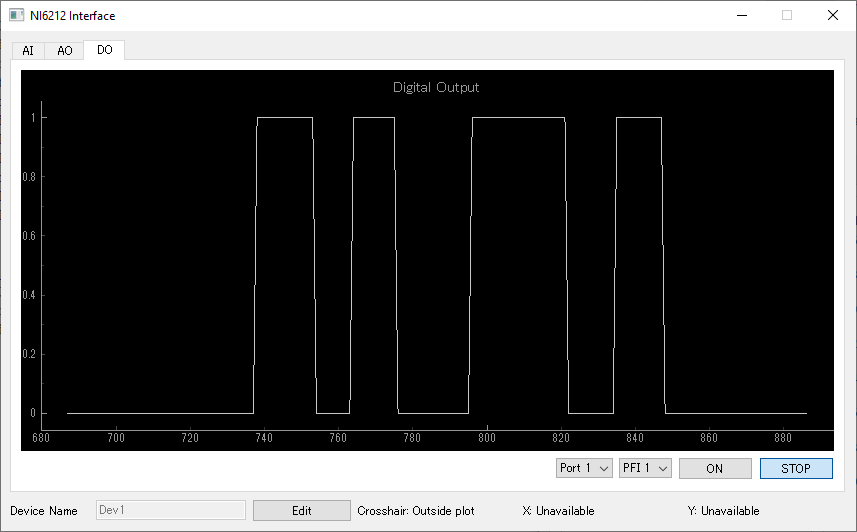 NI6212 Interface
AI AO DO
Digital Output
1
0.8
0.6
0.4
0.2
0
680 700 720 740 760 780 800 820 840 860 880
Port 1 PFI 1 ON STOP
Device Name Dev1 Edit Crosshair: Outside plot X: Unavailable Y: Unavailable